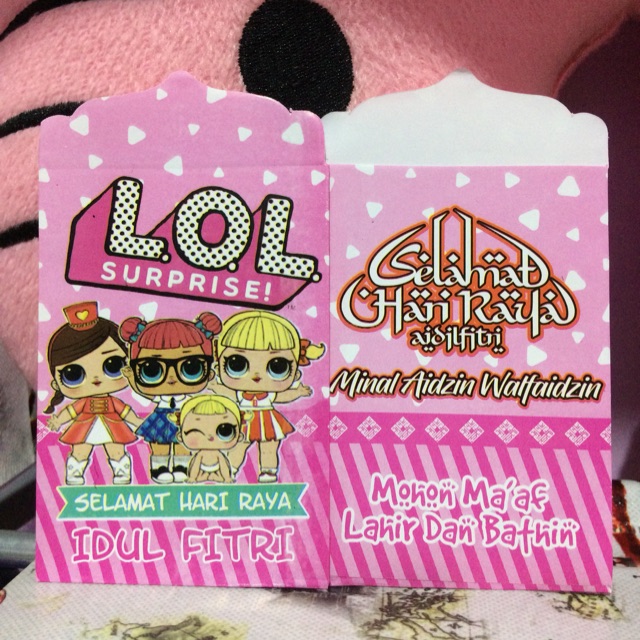 L.O.L.
SURPRISE!
SELAMAT HARI RAYA
IDUL FITRI
Selamat
Hari Raya
aidilfitri
Minal Aidzin Walfaidzin
Mohon Ma'af
Lahir Dan Bathin